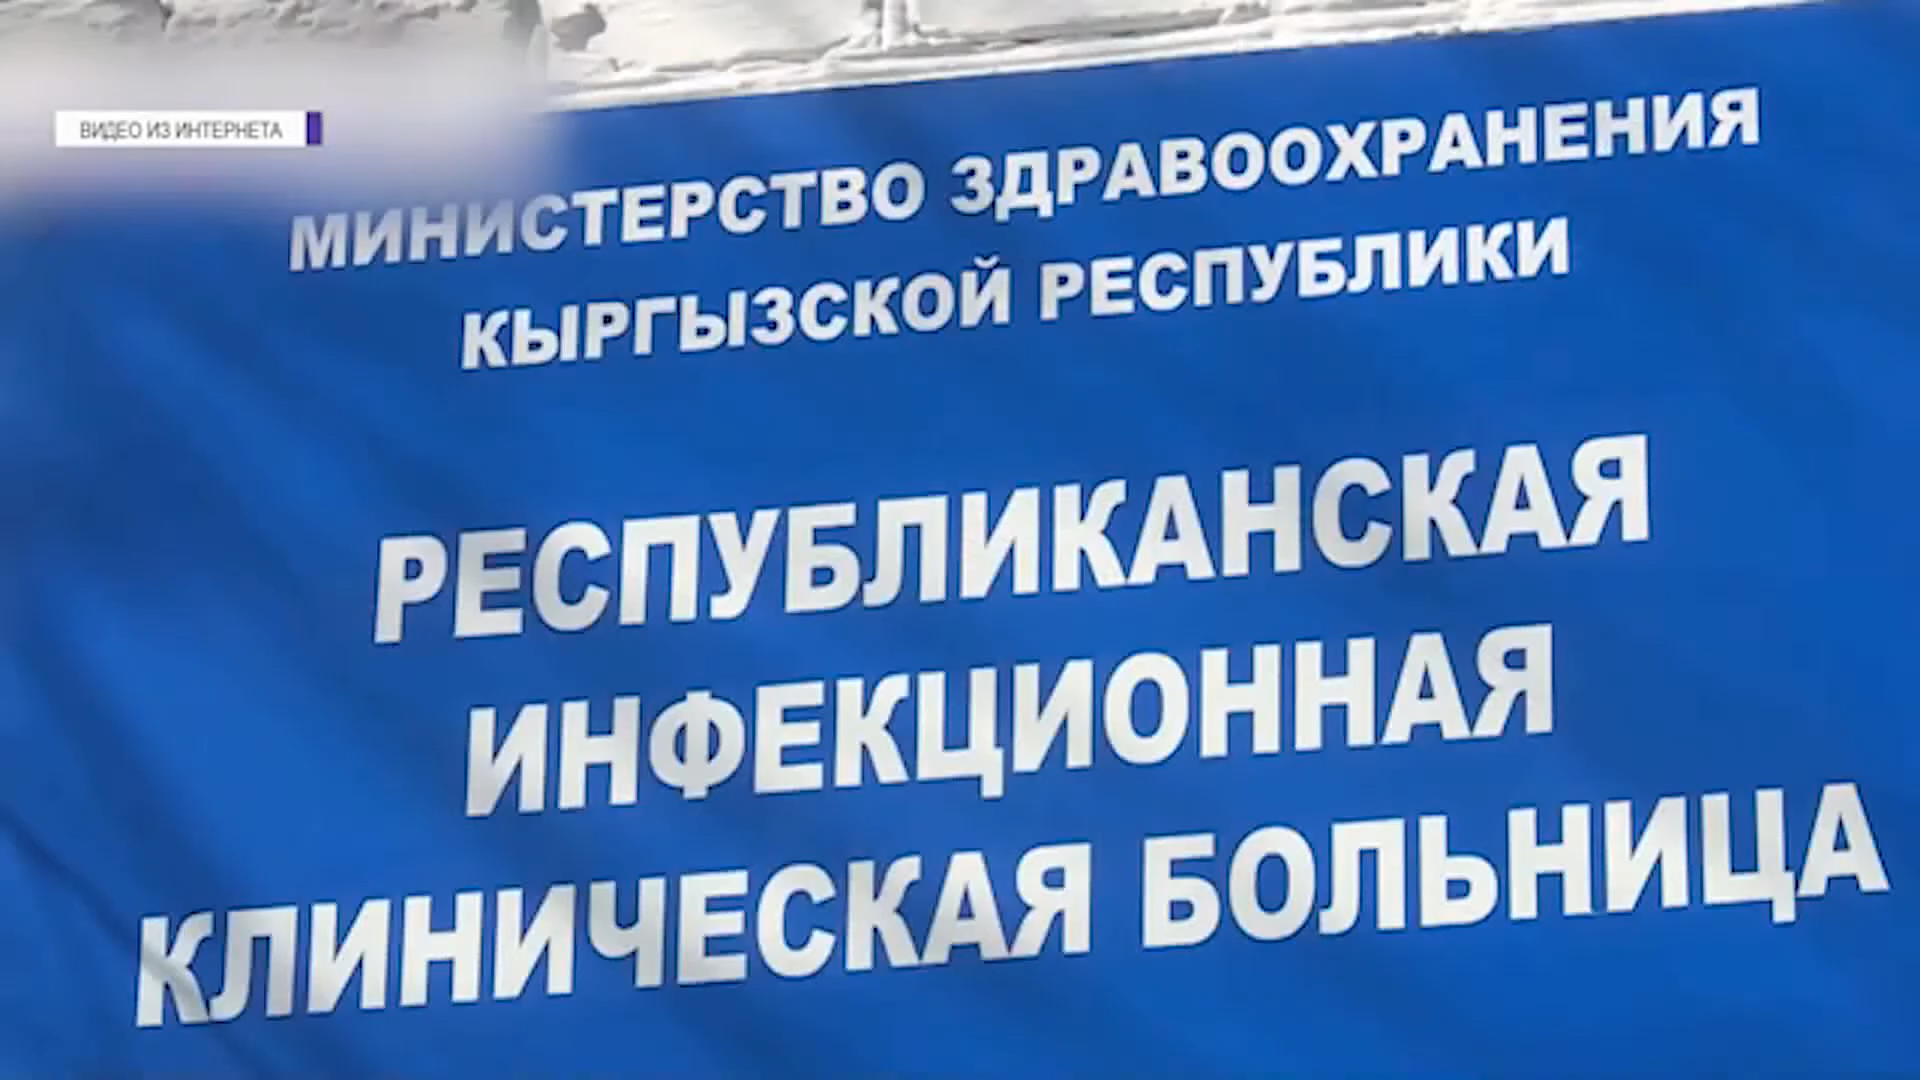 ВИДЕО ИЗ ИНТЕРНЕТА
МИНИСТЕРСТВО ЗДРАВООХРАНЕНИЯ
КЫРГЫЗСКОЙ РЕСПУБЛИКИ
РЕСПУБЛИКАНСКАЯ
ИНФЕКЦИОННАЯ
КЛИНИЧЕСКАЯ БОЛЬНИЦА